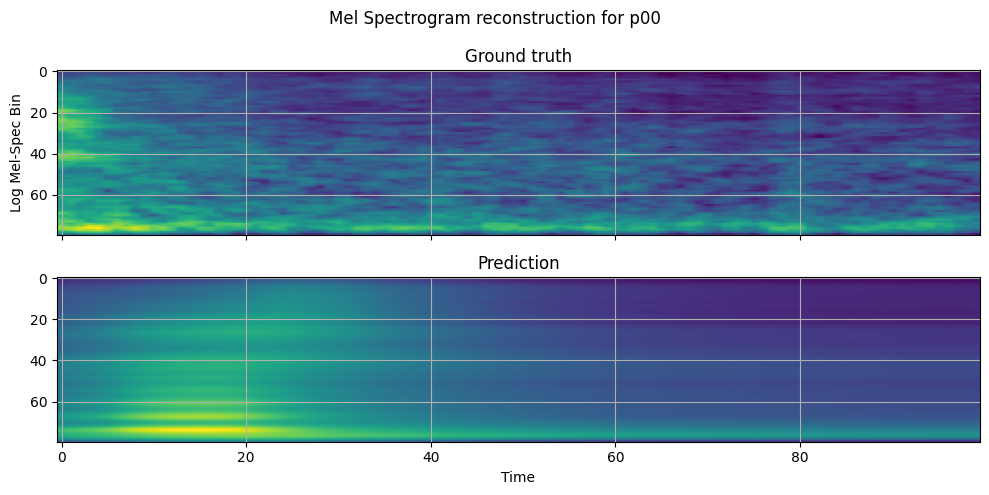 Mel Spectrogram reconstruction for p00
Ground truth
0
20
40
60
Log Mel-Spec Bin
Prediction
0
20
40
60
0 20 40 60 80
Time